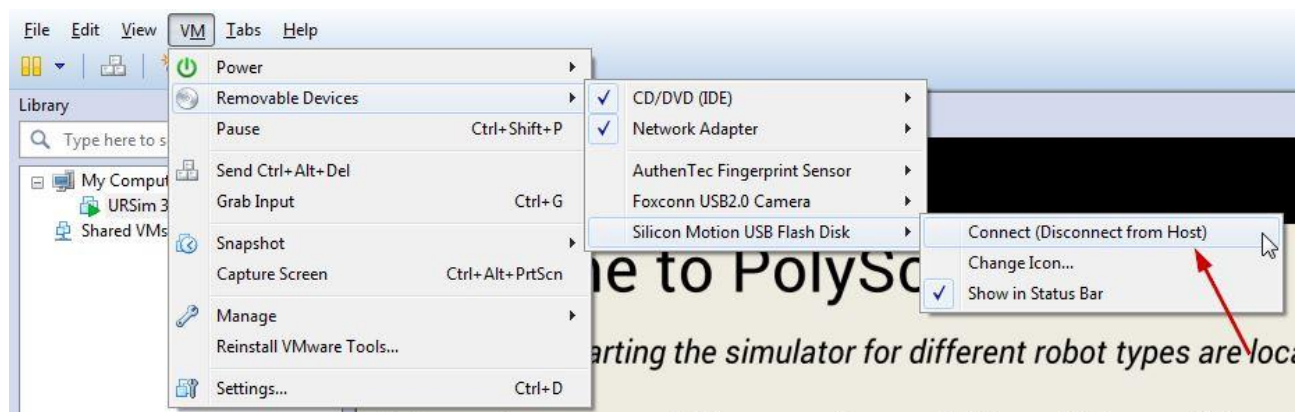 File Edit View VM Tabs Help
Library
Type here to s
My Comput
URSim 3
Shared VMs
Power
Removable Devices
Pause Ctrl+Shift+P
Send Ctrl+Alt+Del
Grab Input Ctrl+G
Snapshot
Capture Screen Ctrl+Alt+PrtScn
Manage
Reinstall VMware Tools...
Settings... Ctrl+D
CD/DVD (IDE)
Network Adapter
AuthenTec Fingerprint Sensor
Foxconn USB2.0 Camera
Silicon Motion USB Flash Disk
Connect (Disconnect from Host)
Change Icon...
Show in Status Bar
ne to PolySc
arting the simulator for different robot types are loca